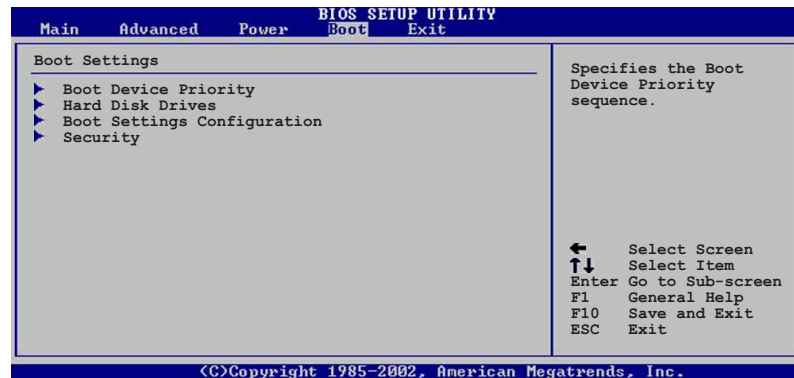 BIOS SETUP UTILITY
Main Advanced Power Boot Exit
Boot Settings
Boot Device Priority
Hard Disk Drives
Boot Settings Configuration
Security
Specifies the Boot
Device Priority
sequence.
← Select Screen
↑↓ Select Item
Enter Go to Sub-screen
F1 General Help
F10 Save and Exit
ESC Exit
(C)Copyright 1985-2002, American Megatrends, Inc.